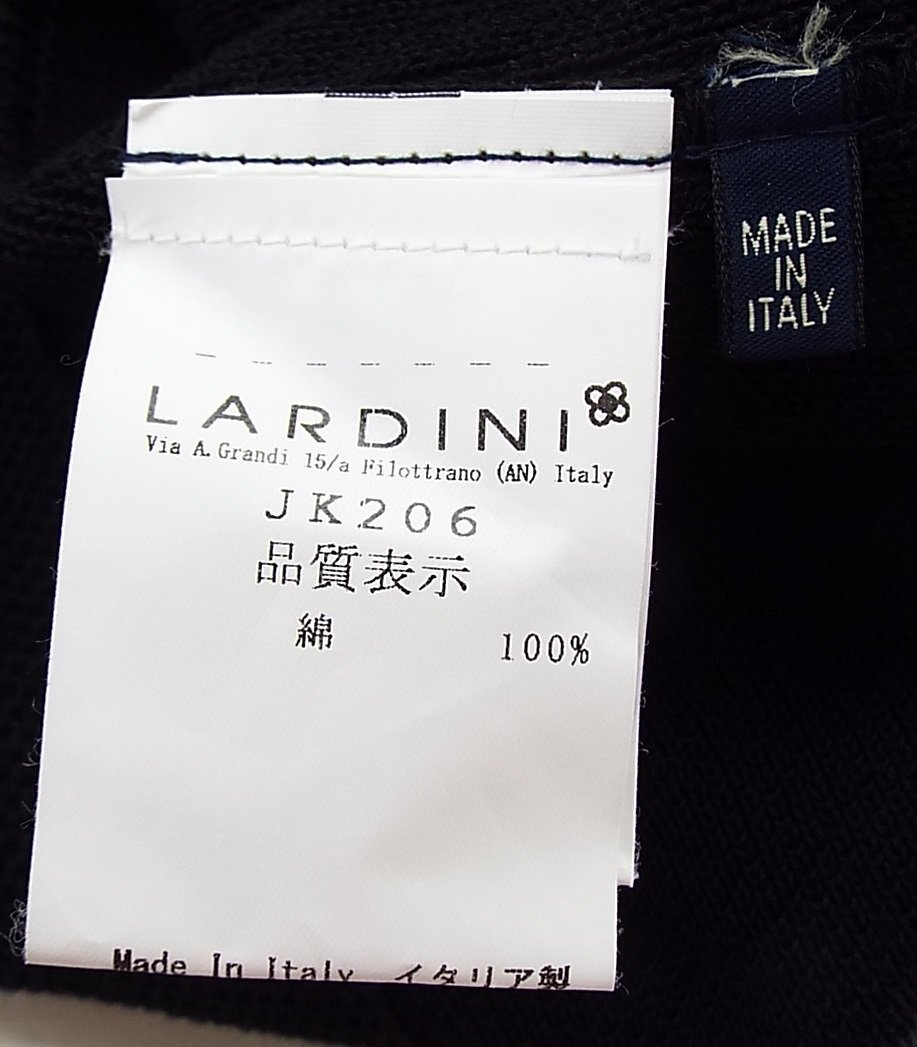 LARDINI
Via A. Grandi 15/a Filottrano (AN) Italy
JK206
品質表示
綿 100%
Made In Italy イタリア製
MADE
IN
ITALY